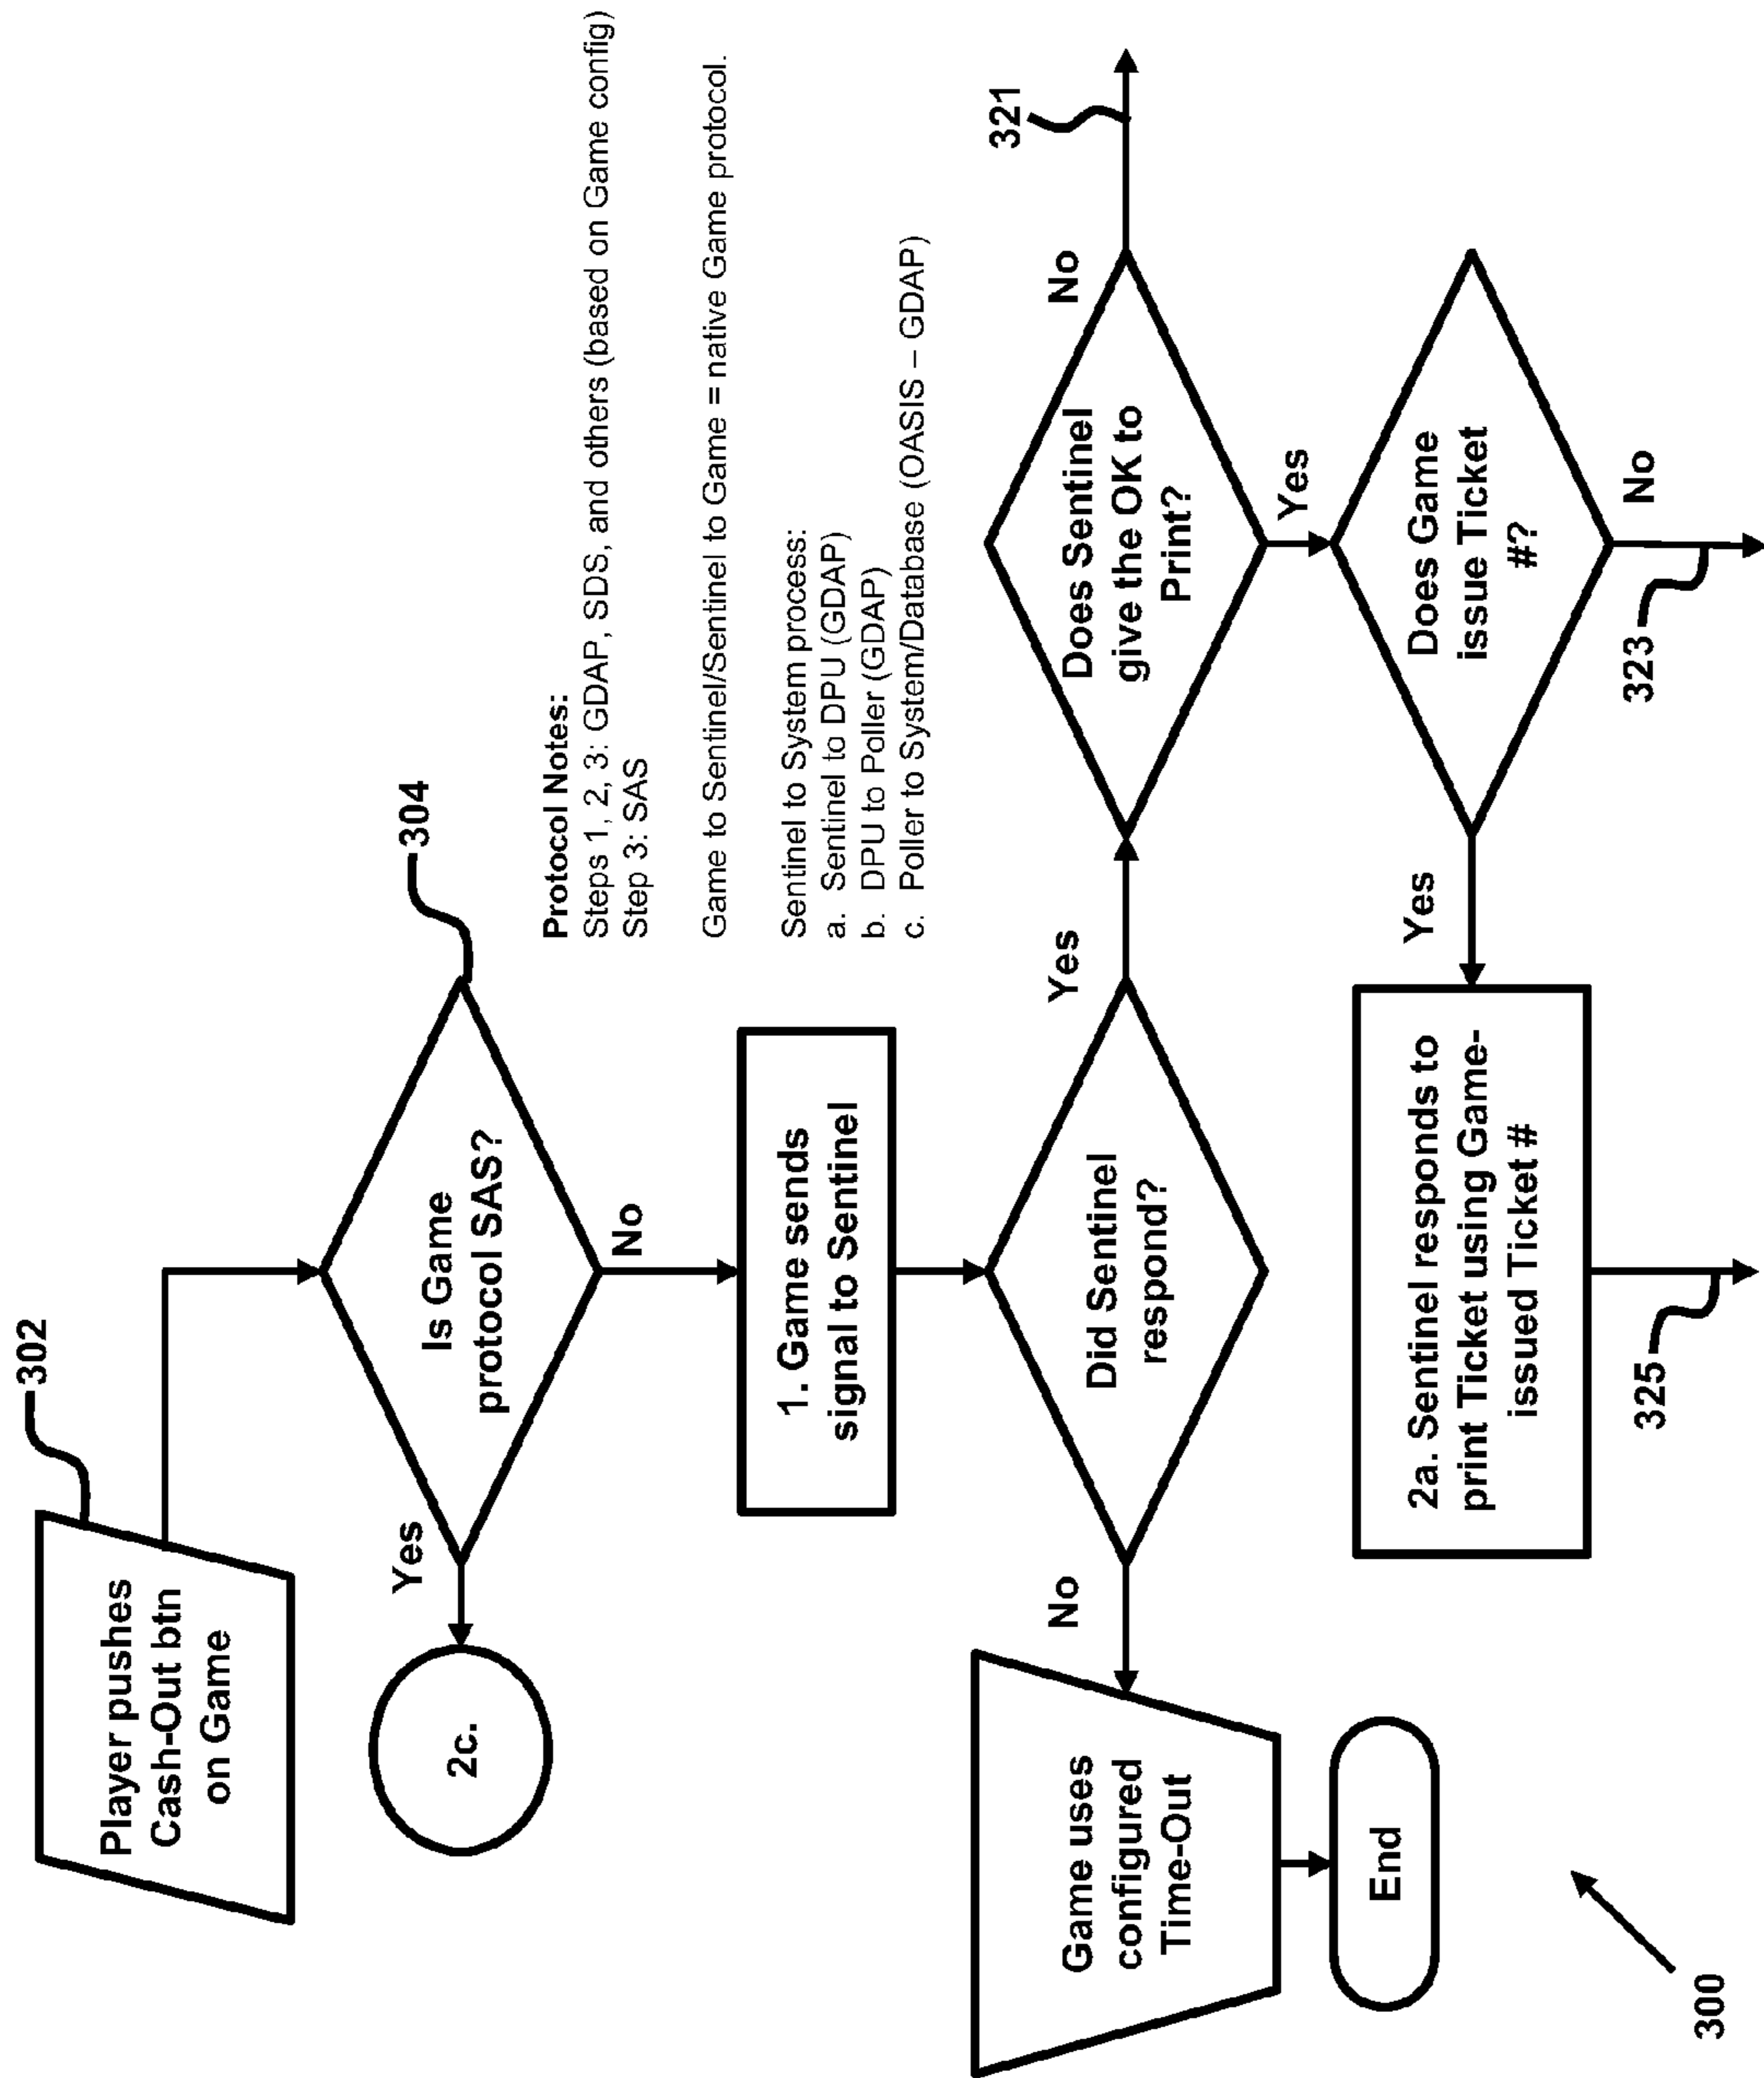 Player pushes
Cash-Out btn
on Game
302
Is Game
protocol SAS?
304
Yes
2c.
No
Protocol Notes:
Steps 1, 2, 3: GDAP, SDS, and others (based on Game config)
Step 3: SAS
Game to Sentinel/Sentinel to Game = native Game protocol.
Sentinel to System process:
a. Sentinel to DPU (GDAP)
b. DPU to Poller (GDAP)
c. Poller to System/Database (OASIS – GDAP)
1. Game sends
signal to Sentinel
Did Sentinel
respond?
No
Yes
Game uses
configured
Time-Out
End
Does Sentinel
give the OK to
Print?
No
321
Yes
Does Game
issue Ticket
#?
Yes
No
323
2a. Sentinel responds to
print Ticket using Game-
issued Ticket #
325
300